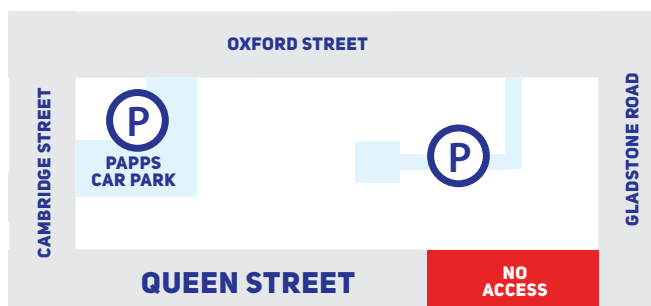 OXFORD STREET
CAMBRIDGE STREET
P
PAPPS
CAR PARK
P
GLADSTONE ROAD
QUEEN STREET
NO
ACCESS